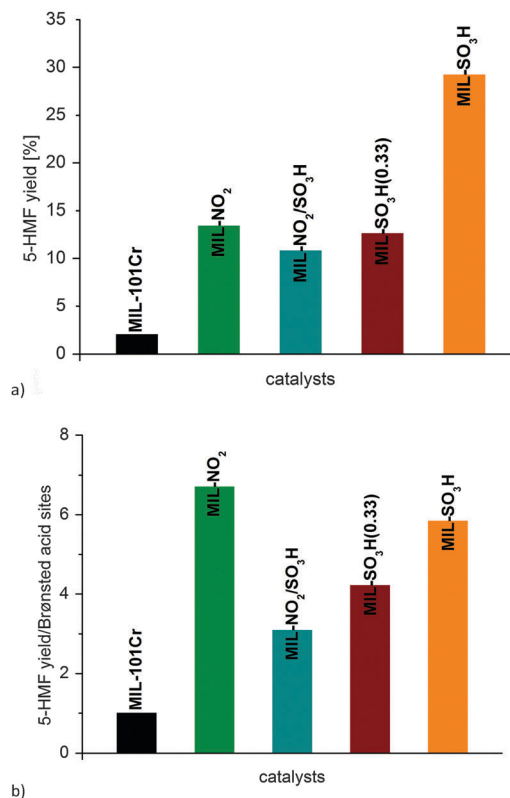 35
30
25
20
15
10
5
0
5-HMF yield [%]
MIL-101Cr
MIL-NO₂
MIL-NO₂/SO₃H
MIL-SO₃H(0.33)
MIL-SO₃H
catalysts
a)
8
6
4
2
0
5-HMF yield/Brønsted acid sites
MIL-101Cr
MIL-NO₂
MIL-NO₂/SO₃H
MIL-SO₃H(0.33)
MIL-SO₃H
catalysts
b)